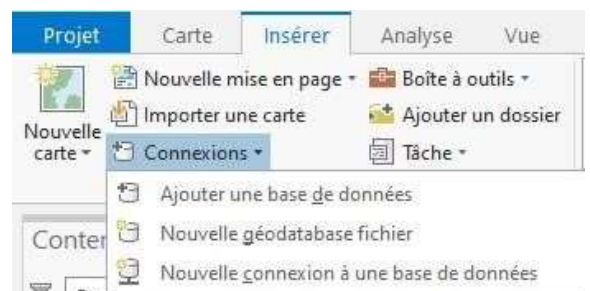 Projet Carte Insérer Analyse Vue
Nouvelle carte
Nouvelle mise en page
Importer une carte
Connexions
Boîte à outils
Ajouter un dossier
Tâche
Ajouter une base de données
Nouvelle géodatabase fichier
Nouvelle connexion à une base de données